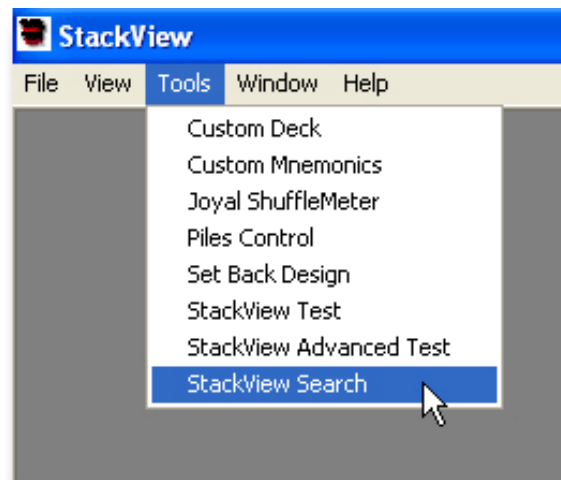 StackView
File View Tools Window Help
Custom Deck
Custom Mnemonics
Joyal ShuffleMeter
Piles Control
Set Back Design
StackView Test
StackView Advanced Test
StackView Search